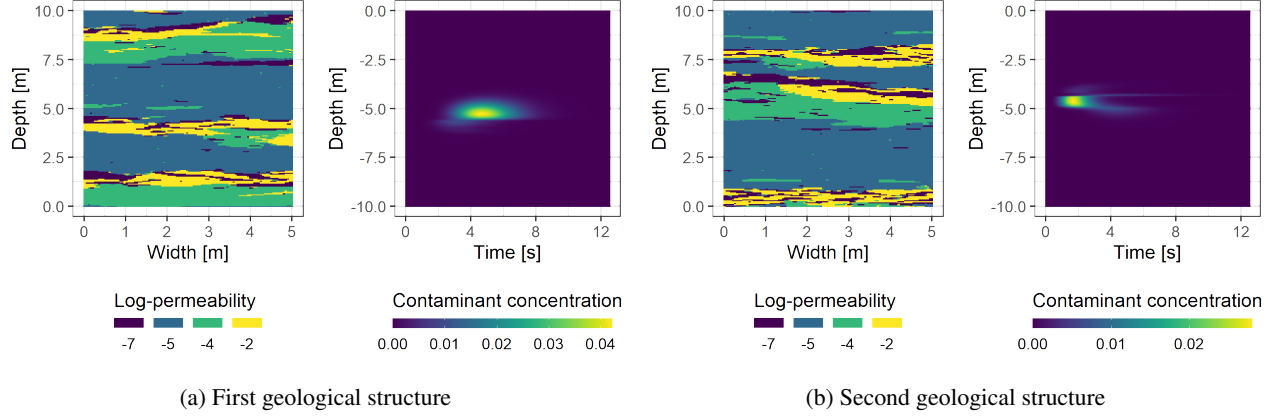 10.0
7.5
5.0
2.5
0.0
Depth [m]
0 1 2 3 4 5
Width [m]
Log-permeability
-7 -5 -4 -2
0.0
-2.5
-5.0
-7.5
-10.0
Depth [m]
0 4 8 12
Time [s]
Contaminant concentration
0.00 0.01 0.02 0.03 0.04
(a) First geological structure
10.0
7.5
5.0
2.5
0.0
Depth [m]
0 1 2 3 4 5
Width [m]
Log-permeability
-7 -5 -4 -2
0.0
-2.5
-5.0
-7.5
-10.0
Depth [m]
0 4 8 12
Time [s]
Contaminant concentration
0.00 0.01 0.02
(b) Second geological structure